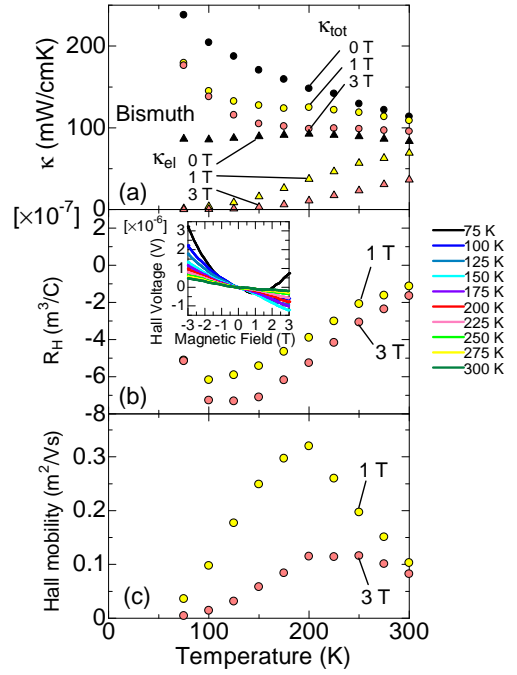 200
100
0
κ (mW/cmK)
κtot
0 T
1 T
3 T
Bismuth
κel
0 T
1 T
3 T
(a)
[×10-7]
2
0
-2
-4
-6
-8
RH (m3/C)
[×10-6]
3
2
1
0
-1
Hall Voltage (V)
-3 -2 -1 0 1 2 3
Magnetic Field (T)
1 T
3 T
(b)
75 K
100 K
125 K
150 K
175 K
200 K
225 K
250 K
275 K
300 K
0.3
0.2
0.1
0
Hall mobility (m2/Vs)
1 T
3 T
(c)
0 100 200 300
Temperature (K)